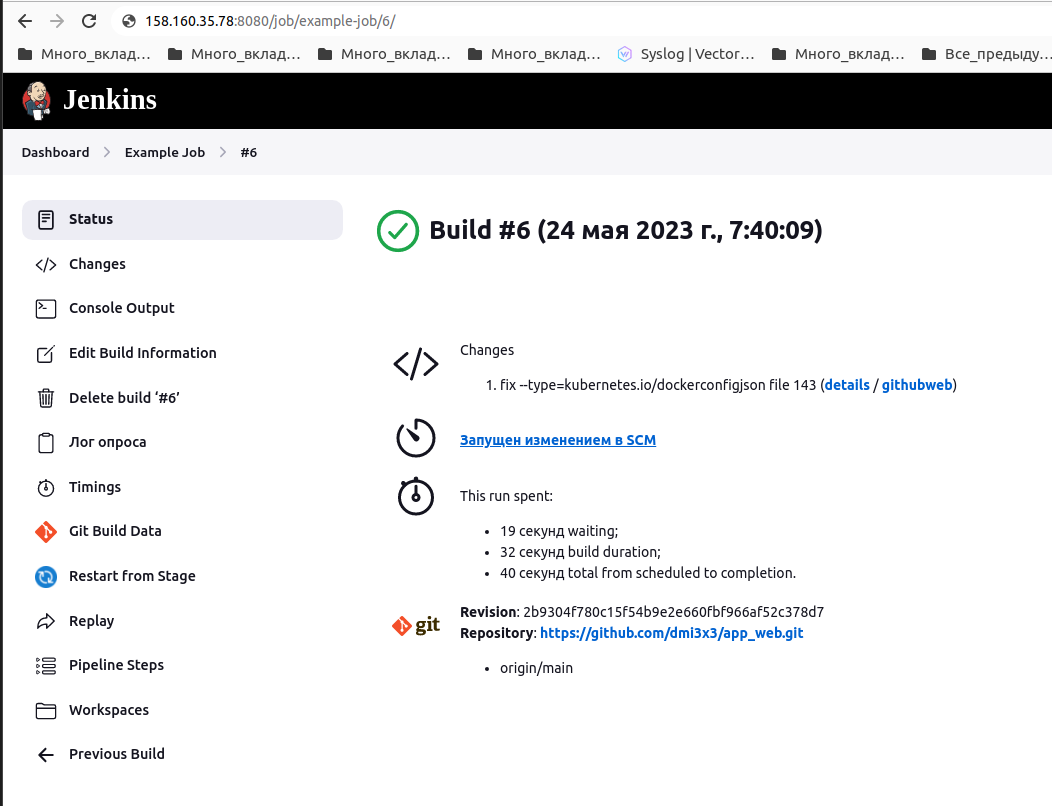 158.160.35.78:8080/job/example-job/6/
Много_вклад... Много_вклад... Много_вклад... Много_вклад... Syslog | Vector... Много_вклад... Все_предыду...
Jenkins
Dashboard Example Job #6
Status
Changes
Console Output
Edit Build Information
Delete build ‘#6’
Лог опроса
Timings
Git Build Data
Restart from Stage
Replay
Pipeline Steps
Workspaces
Previous Build
Build #6 (24 мая 2023 г., 7:40:09)
Changes
1. fix --type=kubernetes.io/dockerconfigjson file 143 (details / githubweb)
Запущен изменением в SCM
This run spent:
• 19 секунд waiting;
• 32 секунд build duration;
• 40 секунд total from scheduled to completion.
git
Revision: 2b9304f780c15f54b9e2e660fbf966af52c378d7
Repository: https://github.com/dmi3x3/app_web.git
• origin/main